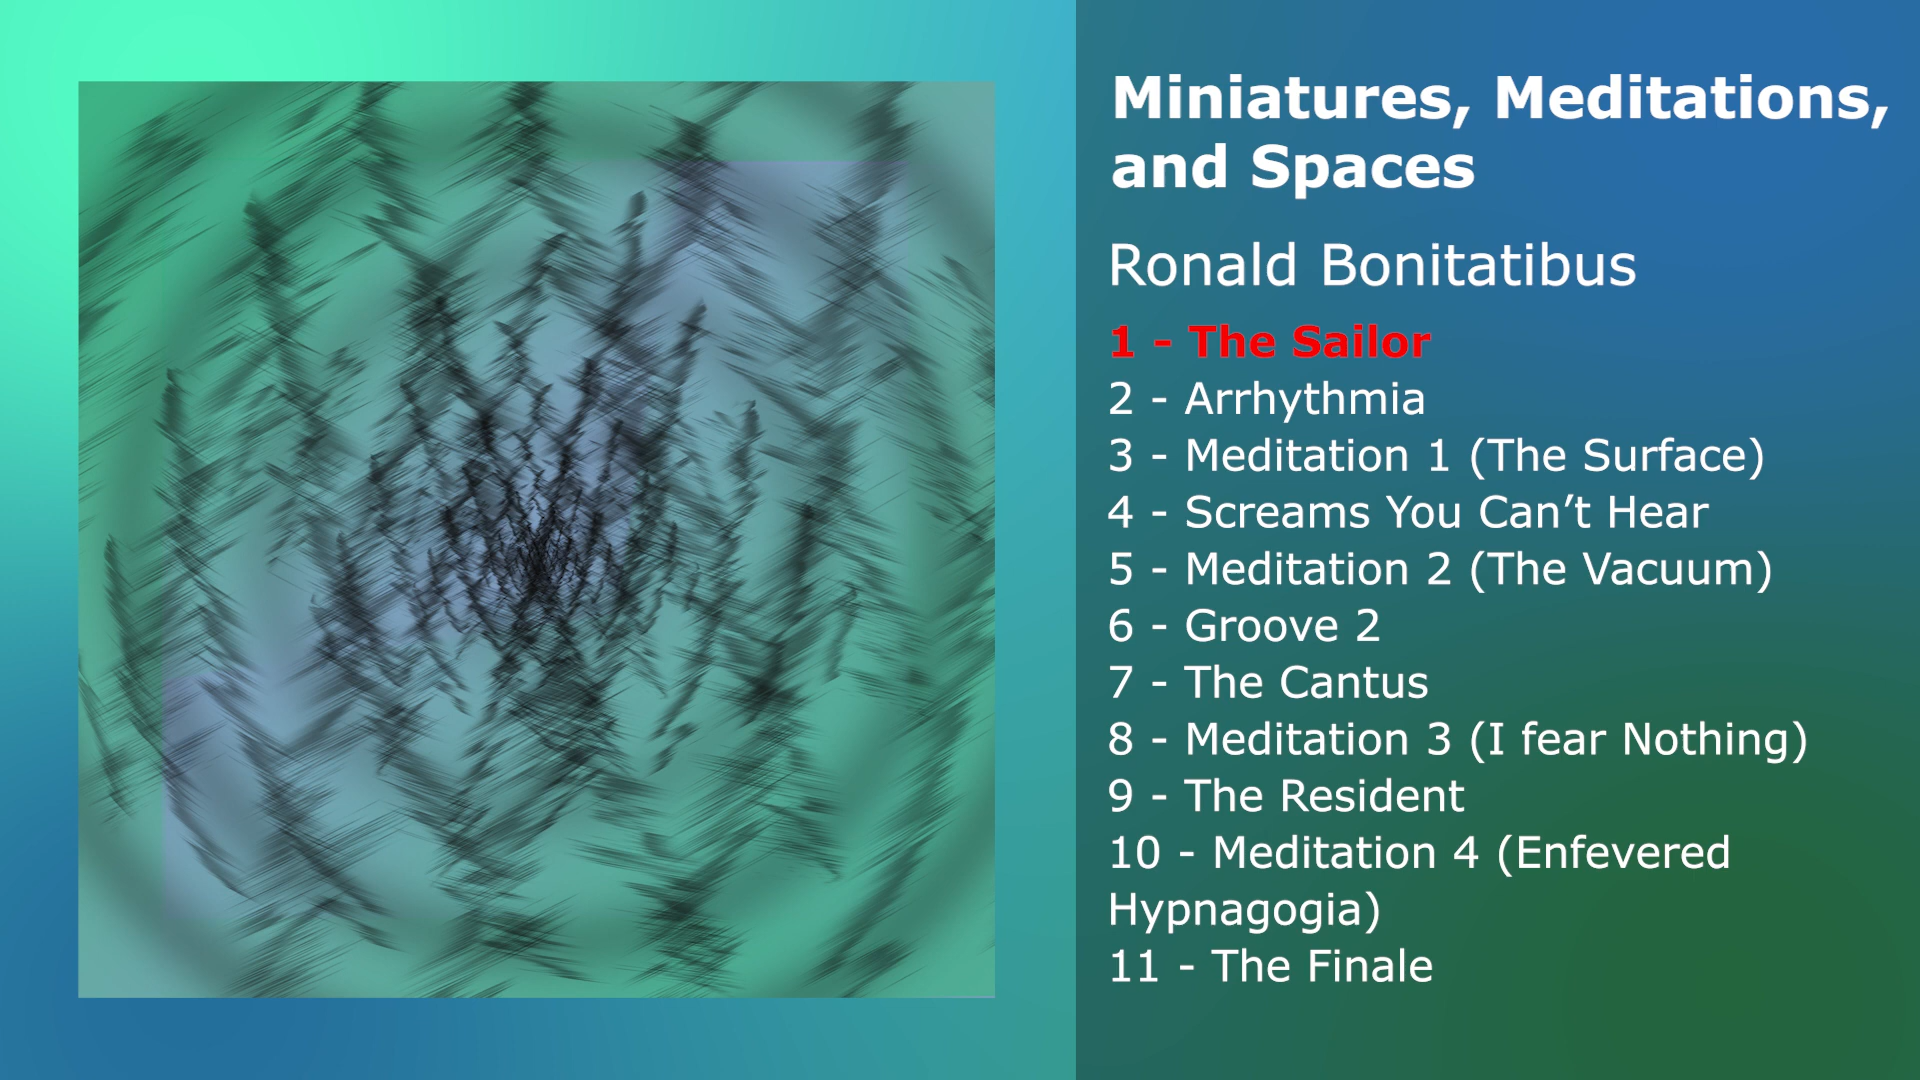 Miniatures, Meditations,
and Spaces
Ronald Bonitatibus
1 - The Sailor
2 - Arrhythmia
3 - Meditation 1 (The Surface)
4 - Screams You Can’t Hear
5 - Meditation 2 (The Vacuum)
6 - Groove 2
7 - The Cantus
8 - Meditation 3 (I fear Nothing)
9 - The Resident
10 - Meditation 4 (Enfevered
Hypnagogia)
11 - The Finale